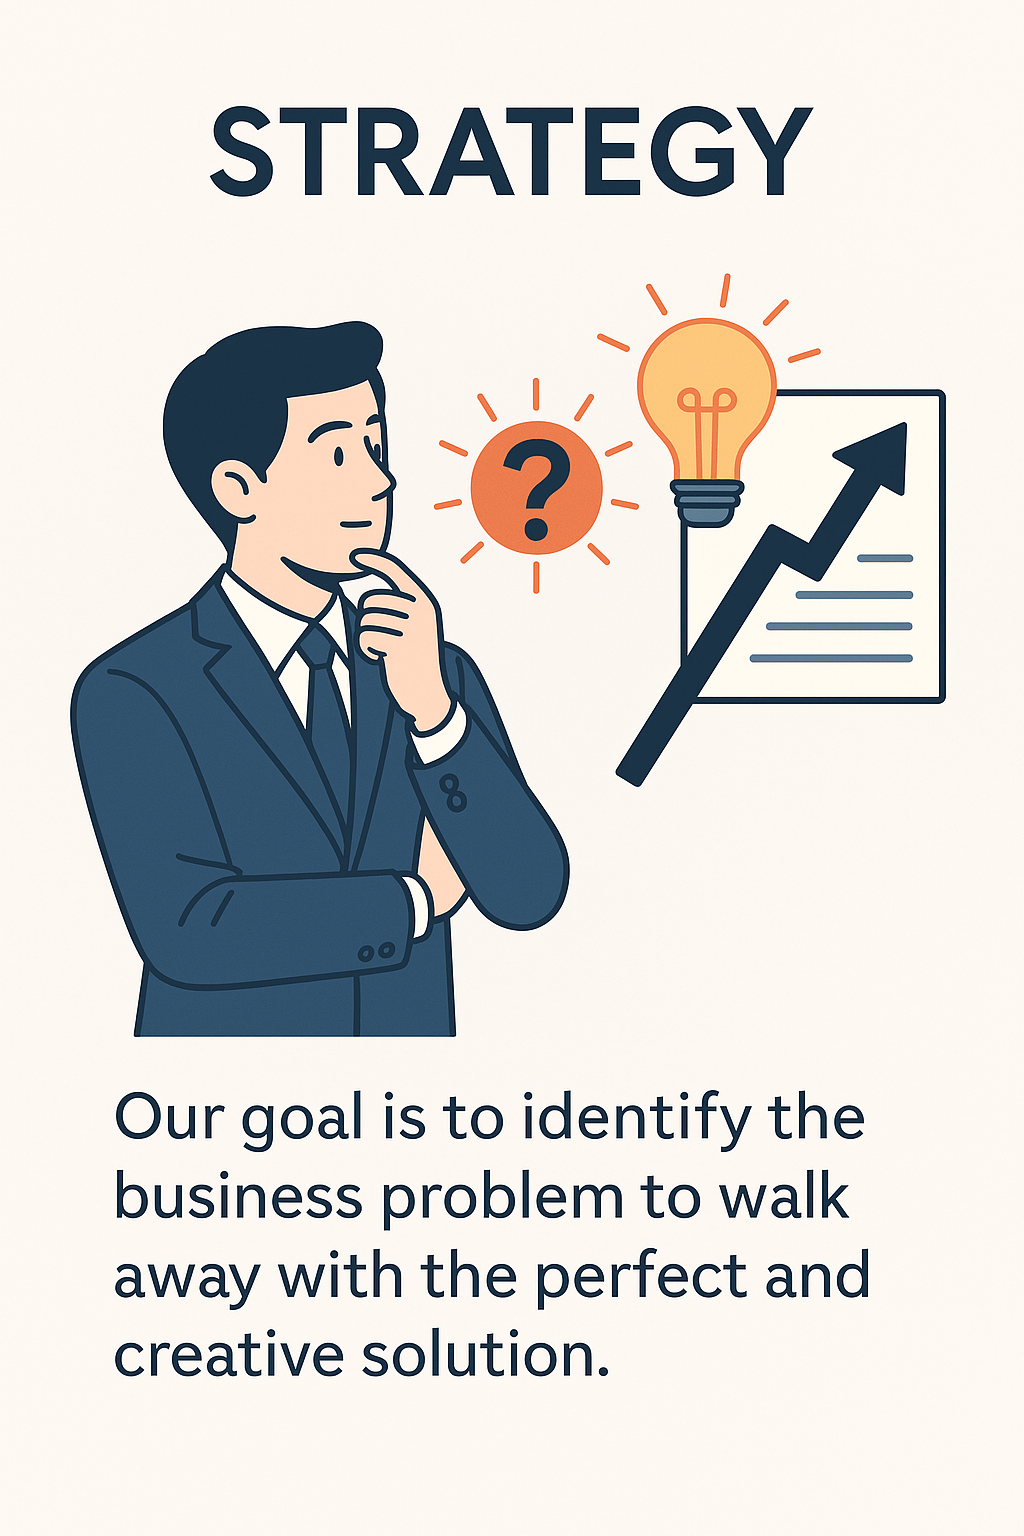 STRATEGY
?
Our goal is to identify the
business problem to walk
away with the perfect and
creative solution.